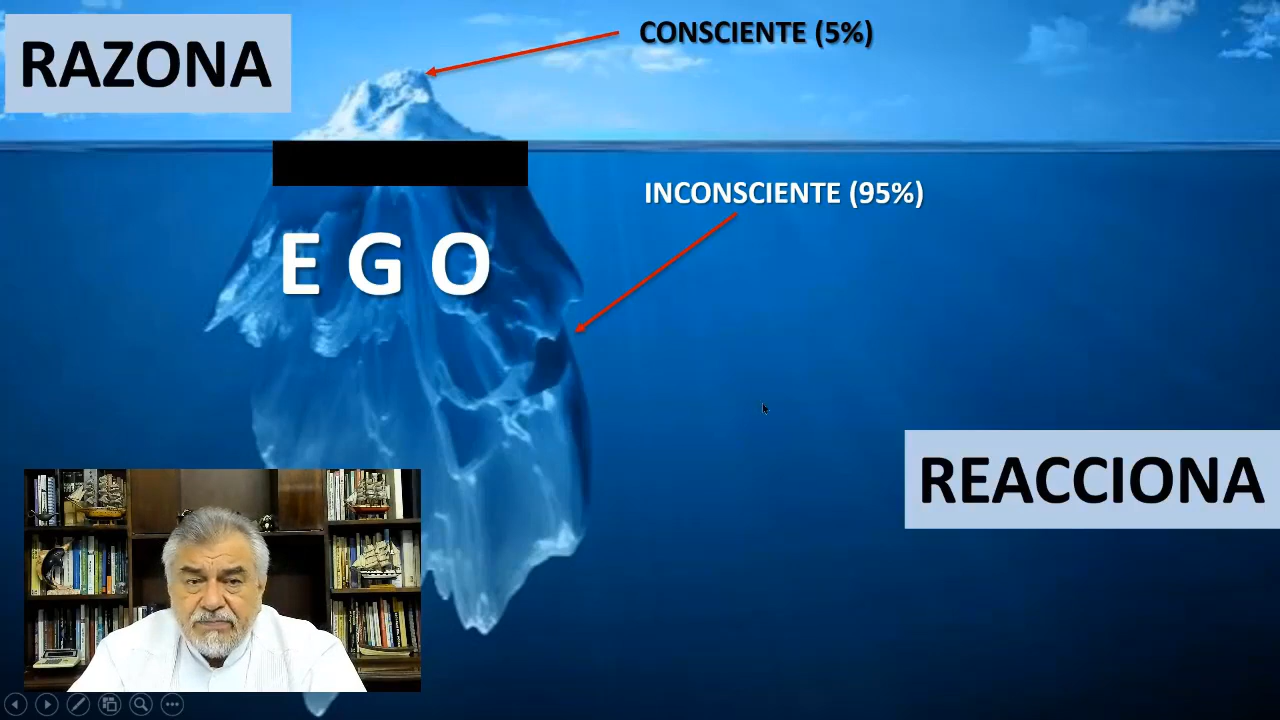 RAZONA
CONSCIENTE (5%)
INCONSCIENTE (95%)
E G O
REACCIONA